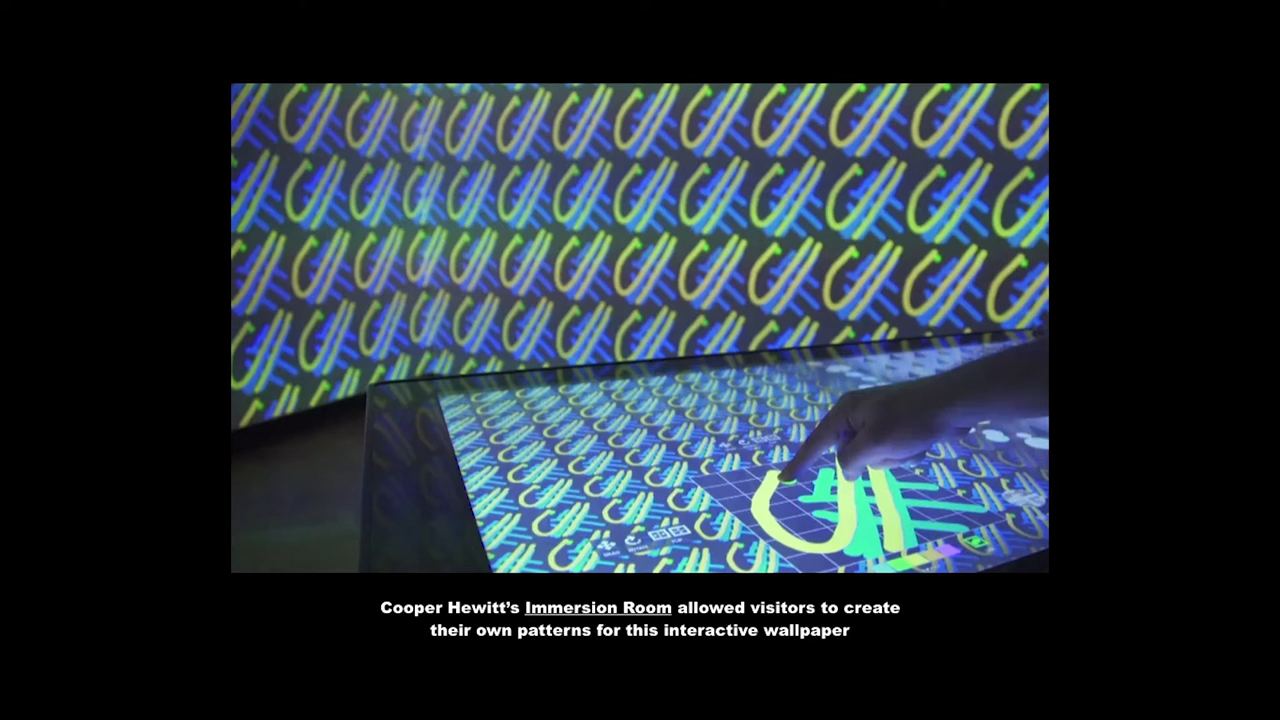 Cooper Hewitt’s Immersion Room allowed visitors to create
their own patterns for this interactive wallpaper